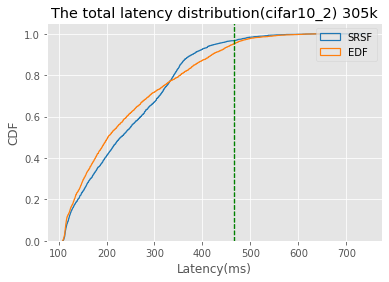 The total latency distribution(cifar10_2) 305k
SRSF
EDF
CDF
1.0
0.8
0.6
0.4
0.2
0.0
100 200 300 400 500 600 700
Latency(ms)